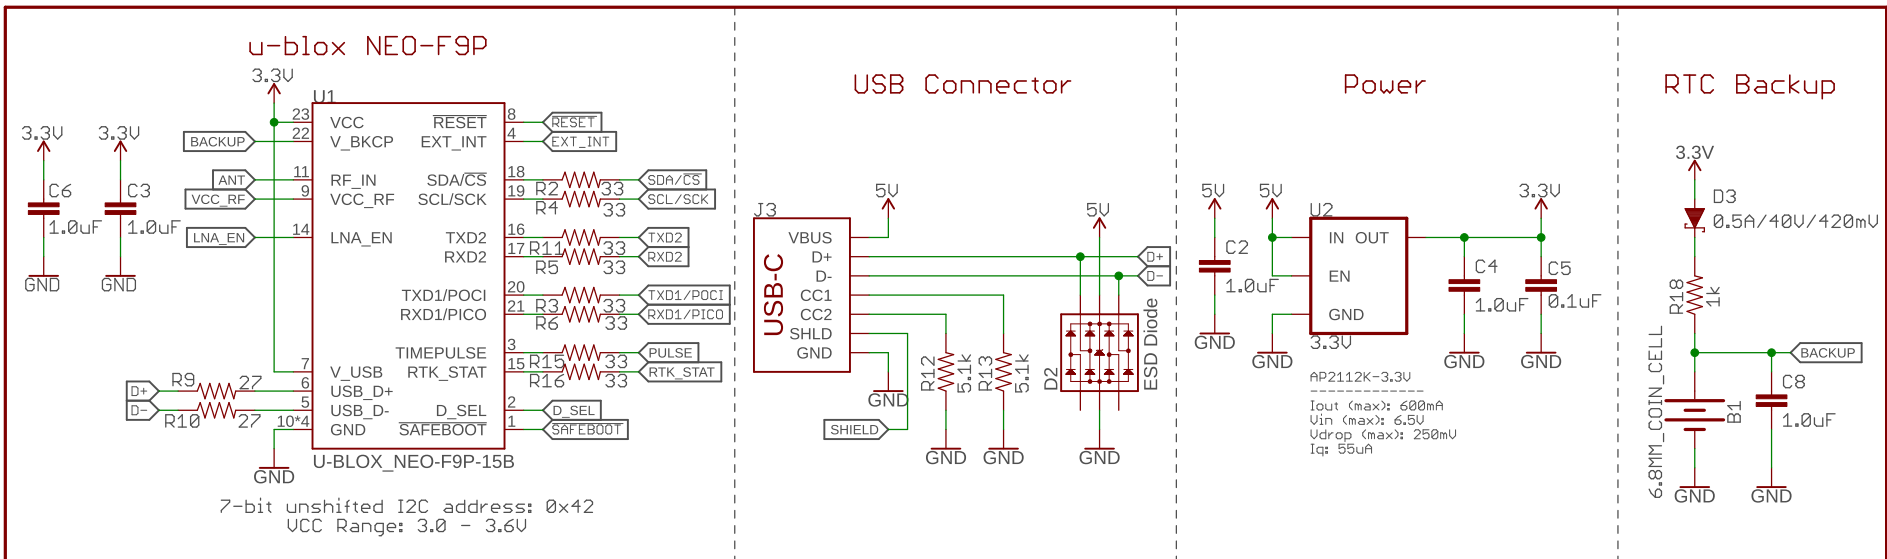 u-blox NEO-F9P
3.3V
U1
23 VCC
22 V_BKCP
BACKUP
11 RF_IN
ANT
9 VCC_RF
VCC_RF
14 LNA_EN
LNA_EN
7 V_USB
6 USB_D+
5 USB_D-
10*4 GND
RESET 8
RESET
EXT_INT 4
EXT_INT
SDA/CS 18
R2 33
SDA/CS
SCL/SCK 19
R4 33
SCL/SCK
TXD2 16
R11 33
TXD2
RXD2 17
R5 33
RXD2
TXD1/POCI 20
R3 33
TXD1/POCI
RXD1/PICO 21
R6 33
RXD1/PICO
TIMEPULSE 3
R15 33
PULSE
RTK_STAT 15
R16 33
RTK_STAT
D_SEL 2
D_SEL
SAFEBOOT 1
SAFEBOOT
3.3V
C6
1.0uF
GND
3.3V
C3
1.0uF
GND
D+
R9 27
D-
R10 27
GND
U-BLOX_NEO-F9P-15B
7-bit unshifted I2C address: 0x42
VCC Range: 3.0 - 3.6V
USB Connector
J3
USB-C
VBUS
D+
D-
CC1
CC2
SHLD
GND
5V
GND
SHIELD
R12
5.1k
GND
R13
5.1k
GND
5V
D+
D-
D2
ESD Diode
GND
Power
5V
C2
1.0uF
GND
5V
U2
IN OUT
EN
GND
3.3V
GND
3.3V
C4
1.0uF
GND
C5
0.1uF
GND
AP2112K-3.3V
-------------
Iout (max): 600mA
Vin (max): 6.5V
Vdrop (max): 250mV
Iq: 55uA
RTC Backup
3.3V
D3
0.5A/40V/420mV
R18
1k
BACKUP
6.8MM_COIN_CELL
B1
GND
C8
1.0uF
GND